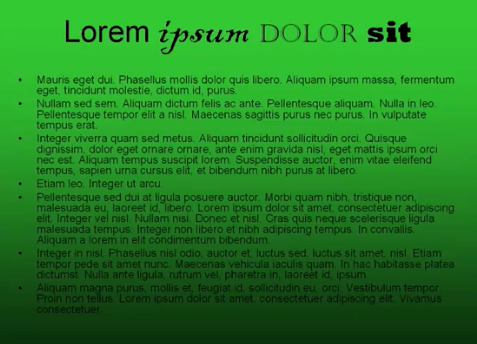 Lorem ipsum DOLOR sit
• Mauris eget dui. Phasellus mollis dolor quis libero. Aliquam ipsum massa, fermentum
eget, tincidunt molestie, dictum id, purus.
• Nullam sed sem. Aliquam dictum felis ac ante. Pellentesque aliquam. Nulla in leo.
Pellentesque tempor elit a nisl. Maecenas sagittis purus nec purus. In vulputate
tempus erat.
• Integer viverra quam sed metus. Aliquam tincidunt sollicitudin orci. Quisque
dignissim, dolor eget ornare ornare, ante enim gravida nisl, eget mattis ipsum orci
nec est. Aliquam tempus suscipit lorem. Suspendisse auctor, enim vitae eleifend
tempus, sapien urna cursus elit, et bibendum nibh purus at libero.
• Etiam leo. Integer ut arcu.
• Pellentesque sed dui at ligula posuere auctor. Morbi quam nibh, tristique non,
malesuada eu, laoreet id, libero. Lorem ipsum dolor sit amet, consectetuer adipiscing
elit. Integer vel nisl. Nullam nisi. Donec et nisl. Cras quis neque scelerisque ligula
malesuada tempus. Integer non libero et nibh adipiscing tempus. In convallis.
Aliquam a lorem in elit condimentum bibendum.
• Integer in nisl. Phasellus nisl odio, auctor et, luctus sed, luctus sit amet, nisl. Etiam
tempor pede sit amet nunc. Maecenas vehicula iaculis quam. In hac habitasse platea
dictumst. Nulla ante ligula, rutrum vel, pharetra in, laoreet id, ipsum.
• Aliquam magna purus, mollis et, feugiat id, sollicitudin eu, orci. Vestibulum tempor.
Proin non tellus. Lorem ipsum dolor sit amet, consectetuer adipiscing elit. Vivamus
consectetuer.